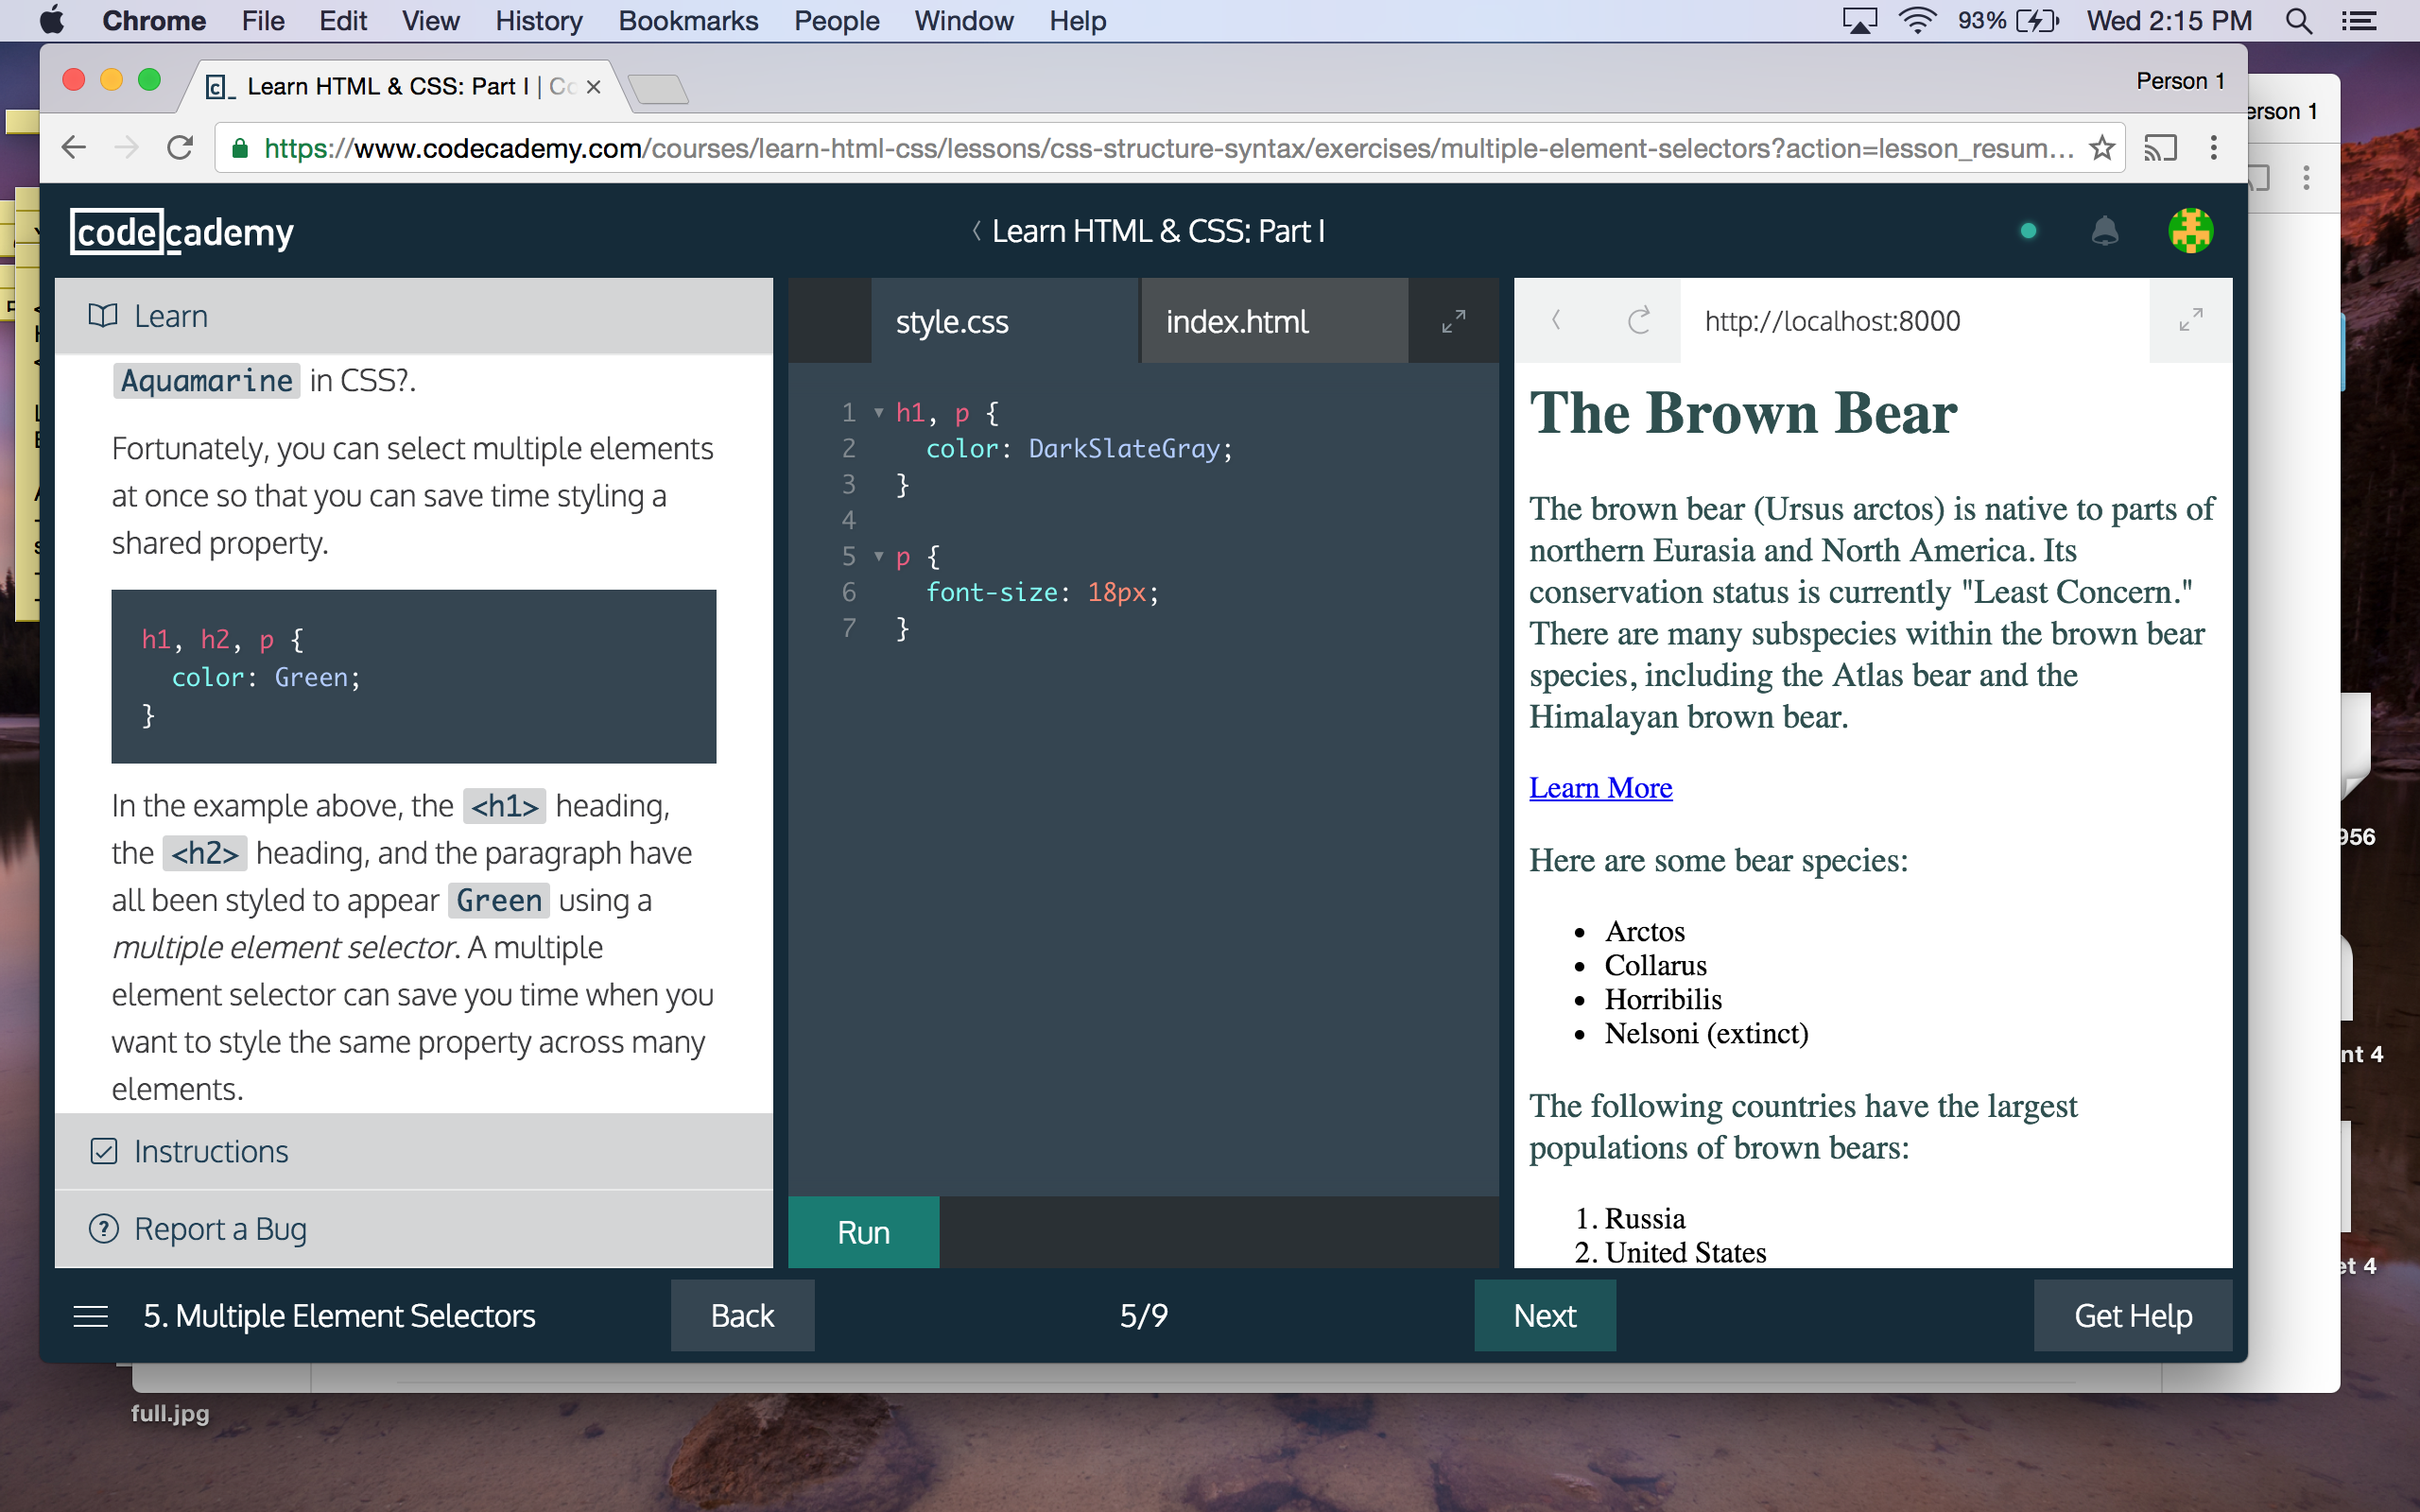 Chrome File Edit View History Bookmarks People Window Help 93% Wed 2:15 PM
Learn HTML & CSS: Part I | Co
Person 1
erson 1
https://www.codecademy.com/courses/learn-html-css/lessons/css-structure-syntax/exercises/multiple-element-selectors?action=lesson_resum...
codecademy
Learn HTML & CSS: Part I
Learn
Aquamarine in CSS?.
Fortunately, you can select multiple elements
at once so that you can save time styling a
shared property.
h1, h2, p {
color: Green;
}
In the example above, the <h1> heading,
the <h2> heading, and the paragraph have
all been styled to appear Green using a
multiple element selector. A multiple
element selector can save you time when you
want to style the same property across many
elements.
Instructions
Report a Bug
style.css
index.html
1 h1, p {
2 color: DarkSlateGray;
3 }
4
5 p {
6 font-size: 18px;
7 }
Run
http://localhost:8000
The Brown Bear
The brown bear (Ursus arctos) is native to parts of
northern Eurasia and North America. Its
conservation status is currently "Least Concern."
There are many subspecies within the brown bear
species, including the Atlas bear and the
Himalayan brown bear.
Learn More
Here are some bear species:
• Arctos
• Collarus
• Horribilis
• Nelsoni (extinct)
The following countries have the largest
populations of brown bears:
1. Russia
2. United States
5. Multiple Element Selectors
Back
5/9
Next
Get Help
956
nt 4
et 4
full.jpg